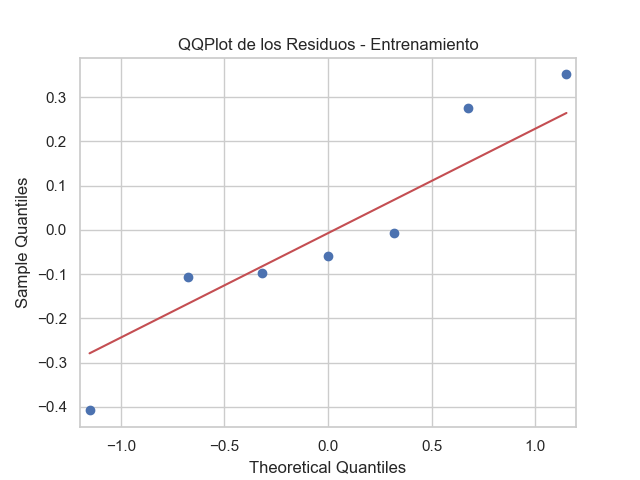 QQPlot de los Residuos - Entrenamiento
0.3
0.2
0.1
0.0
−0.1
−0.2
−0.3
−0.4
Sample Quantiles
−1.0 −0.5 0.0 0.5 1.0
Theoretical Quantiles